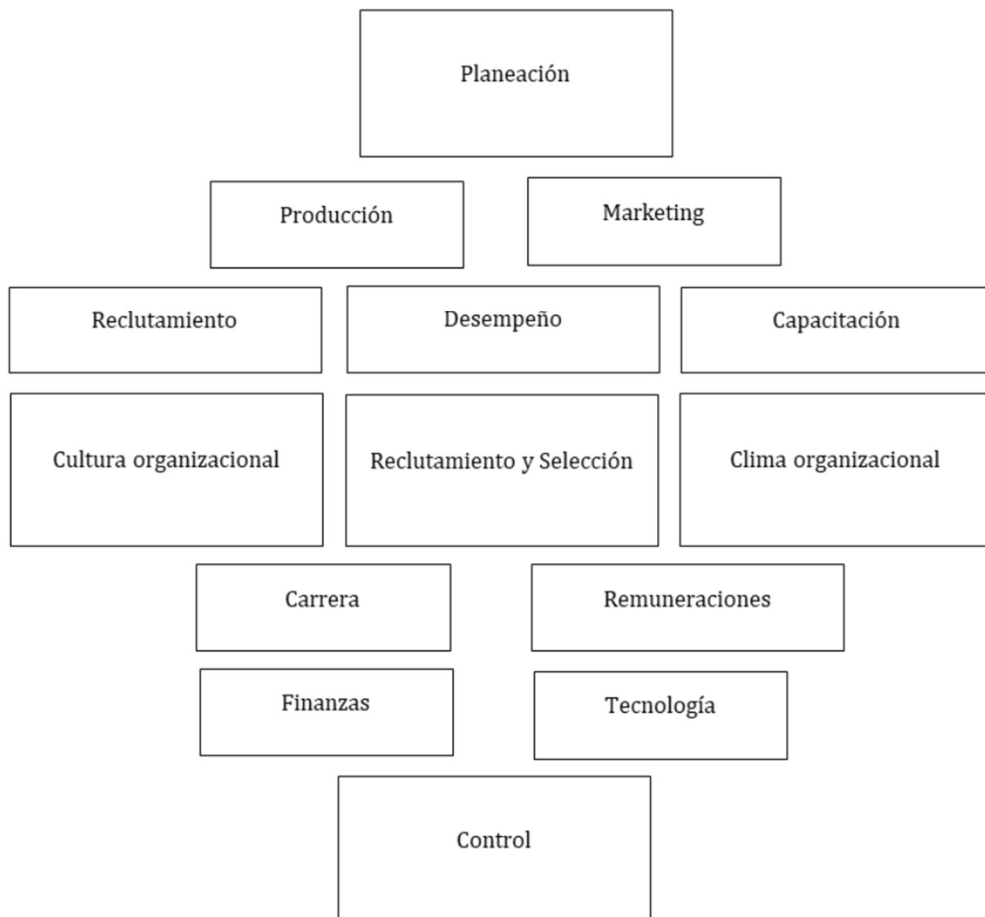 Planeación
Producción
Marketing
Reclutamiento
Desempeño
Capacitación
Cultura organizacional
Reclutamiento y Selección
Clima organizacional
Carrera
Remuneraciones
Finanzas
Tecnología
Control